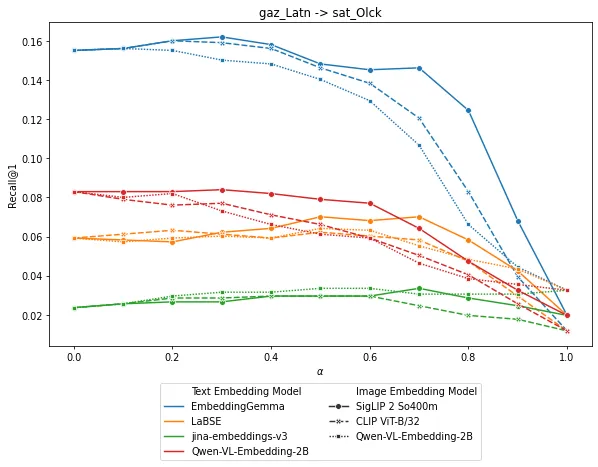 gaz_Latn -> sat_Olck
Recall@1
0.16
0.14
0.12
0.10
0.08
0.06
0.04
0.02
0.0
0.2
0.4
0.6
0.8
1.0
α
Text Embedding Model
EmbeddingGemma
LaBSE
jina-embeddings-v3
Qwen-VL-Embedding-2B
Image Embedding Model
SigLIP 2 So400m
CLIP ViT-B/32
Qwen-VL-Embedding-2B